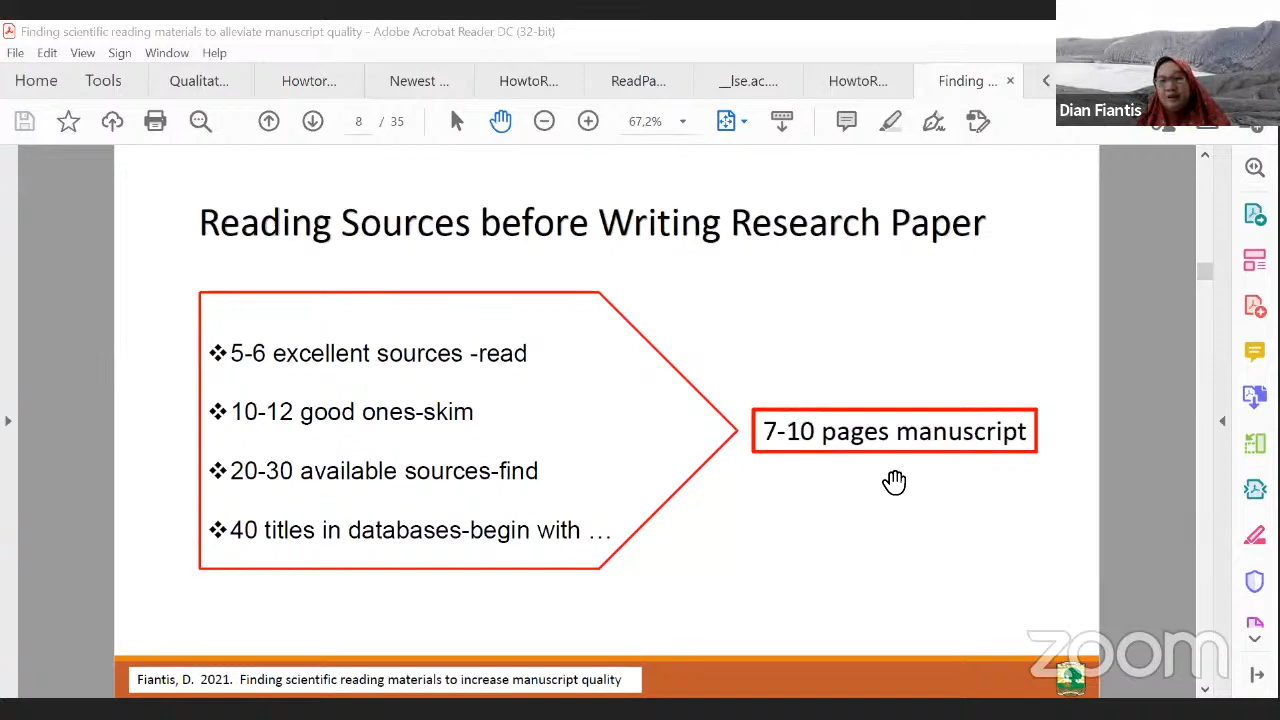 Finding scientific reading materials to alleviate manuscript quality - Adobe Acrobat Reader DC (32-bit)
File Edit View Sign Window Help
Home Tools Qualitat... Howtor... Newest ... HowtoR... ReadPa... __lse.ac.... HowtoR... Finding ... ×
8 / 35 67,2%
Dian Fiantis
Reading Sources before Writing Research Paper
❖5-6 excellent sources -read
❖10-12 good ones-skim
❖20-30 available sources-find
❖40 titles in databases-begin with …
7-10 pages manuscript
zoom
Fiantis, D. 2021. Finding scientific reading materials to increase manuscript quality